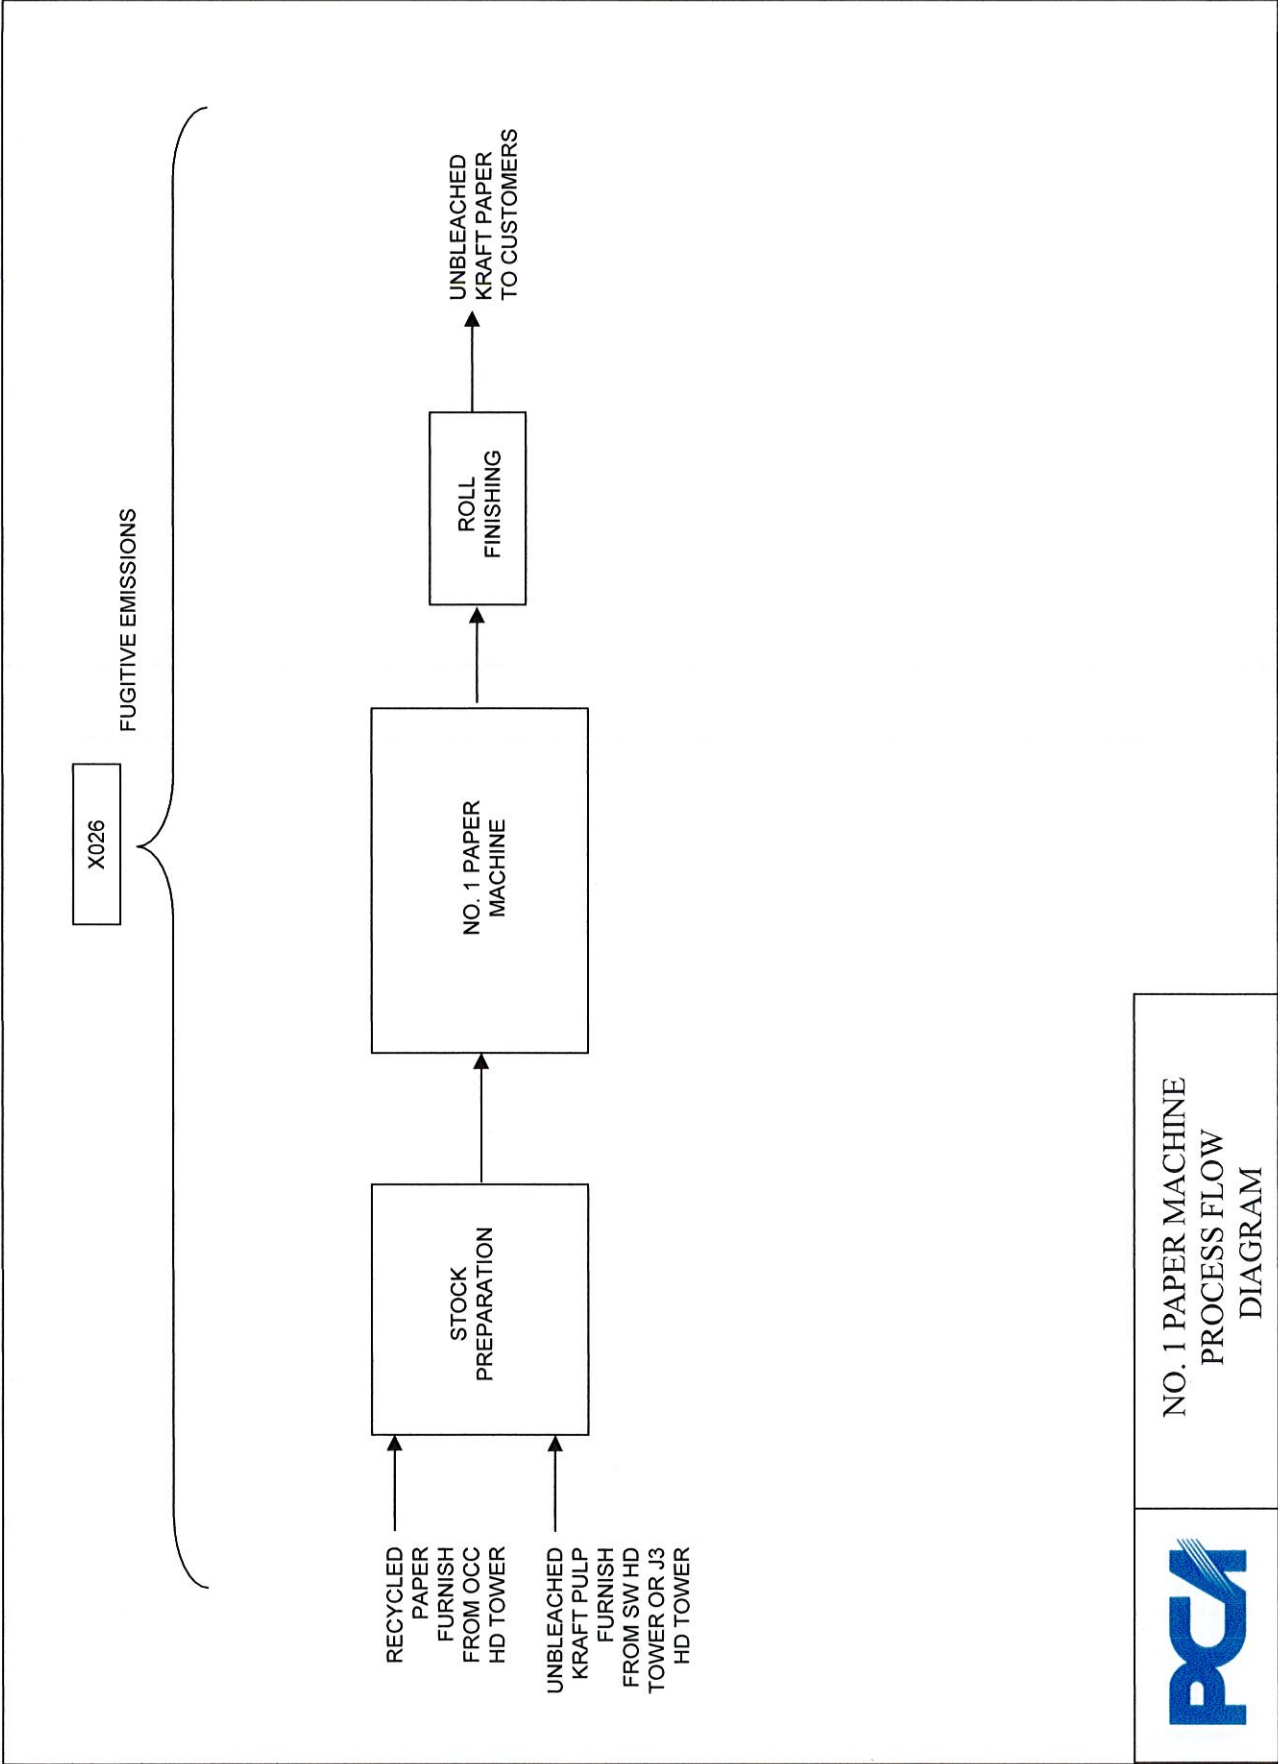 X026
FUGITIVE EMISSIONS
RECYCLED
PAPER
FURNISH
FROM OCC
HD TOWER
UNBLEACHED
KRAFT PULP
FURNISH
FROM SW HD
TOWER OR J3
HD TOWER
STOCK
PREPARATION
NO. 1 PAPER
MACHINE
ROLL
FINISHING
UNBLEACHED
KRAFT PAPER
TO CUSTOMERS
PCA
NO. 1 PAPER MACHINE
PROCESS FLOW
DIAGRAM